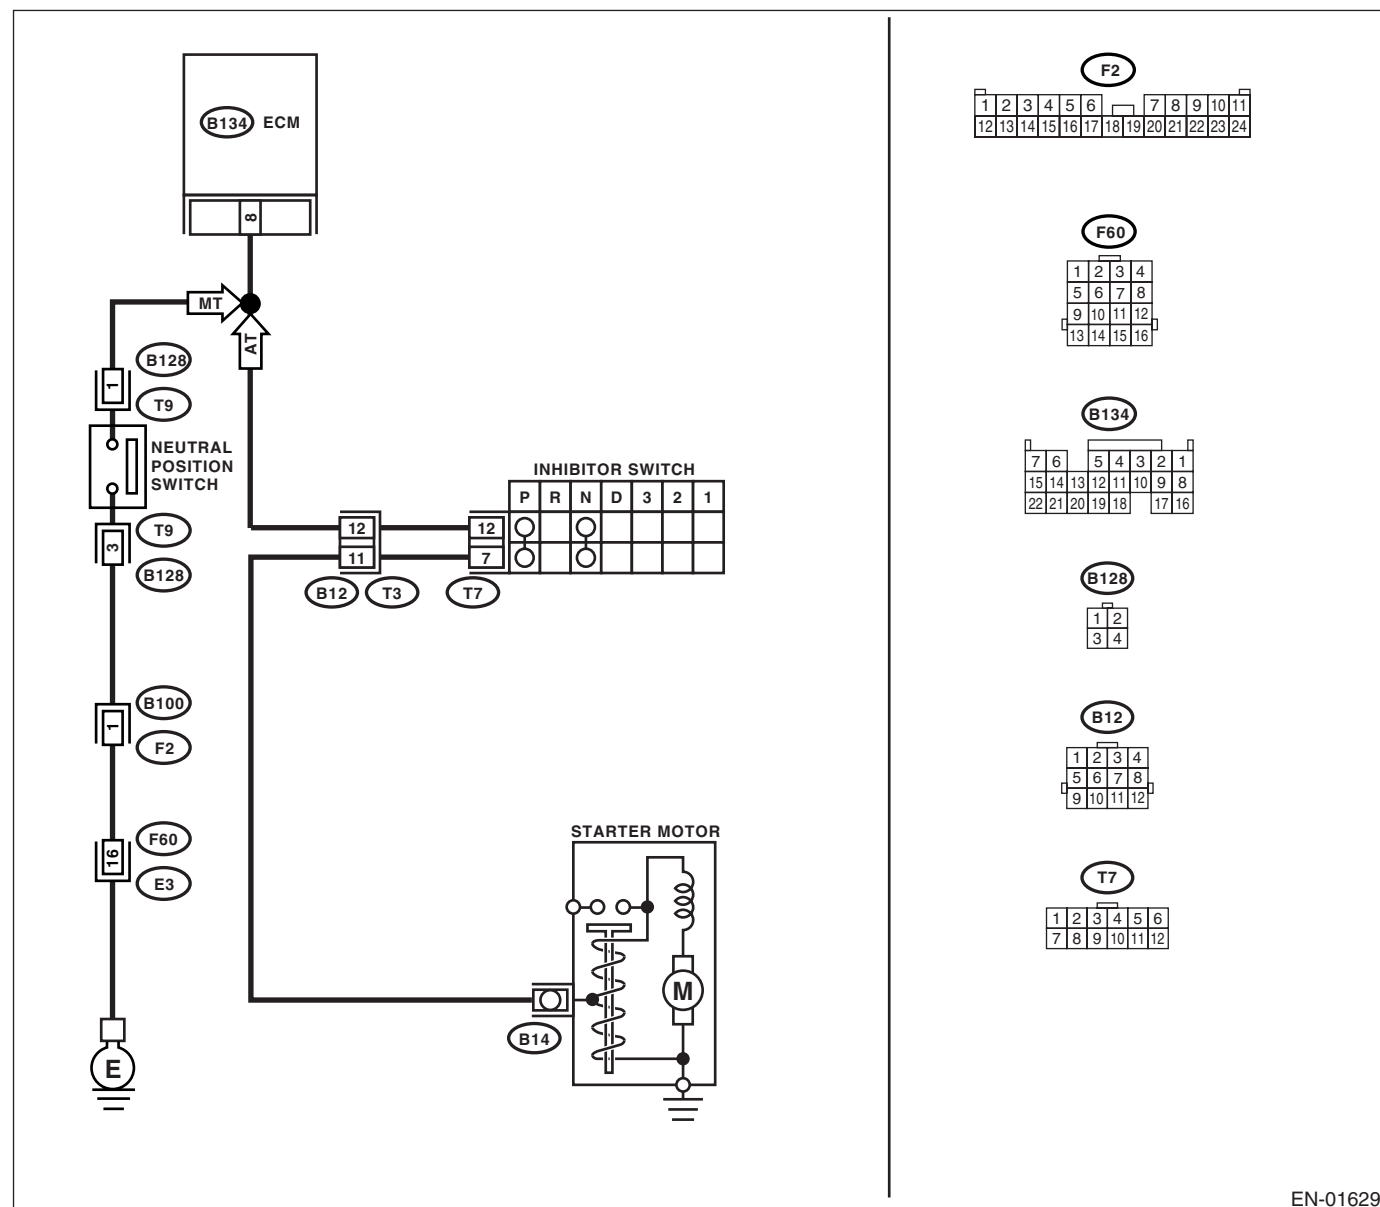 B134 ECM
8
MT
AT
B128
1
T9
NEUTRAL
POSITION
SWITCH
T9
3
B128
INHIBITOR SWITCH
P R N D 3 2 1
12 12
11 7
B12 T3 T7
B100
1
F2
F60
16
E3
E
STARTER MOTOR
M
B14
F2
1 2 3 4 5 6 7 8 9 10 11
12 13 14 15 16 17 18 19 20 21 22 23 24
F60
1 2 3 4
5 6 7 8
9 10 11 12
13 14 15 16
B134
7 6 5 4 3 2 1
15 14 13 12 11 10 9 8
22 21 20 19 18 17 16
B128
1 2
3 4
B12
1 2 3 4
5 6 7 8
9 10 11 12
T7
1 2 3 4 5 6
7 8 9 10 11 12
EN-01629